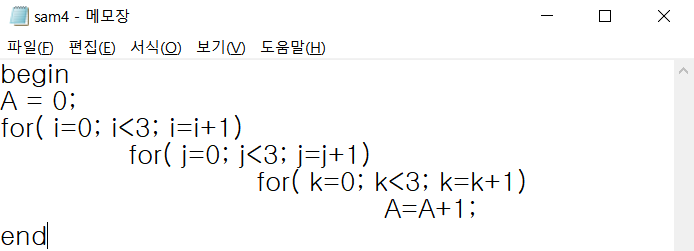 sam4 - 메모장
파일(F) 편집(E) 서식(O) 보기(V) 도움말(H)
begin
A = 0;
for( i=0; i<3; i=i+1)
for( j=0; j<3; j=j+1)
for( k=0; k<3; k=k+1)
A=A+1;
end